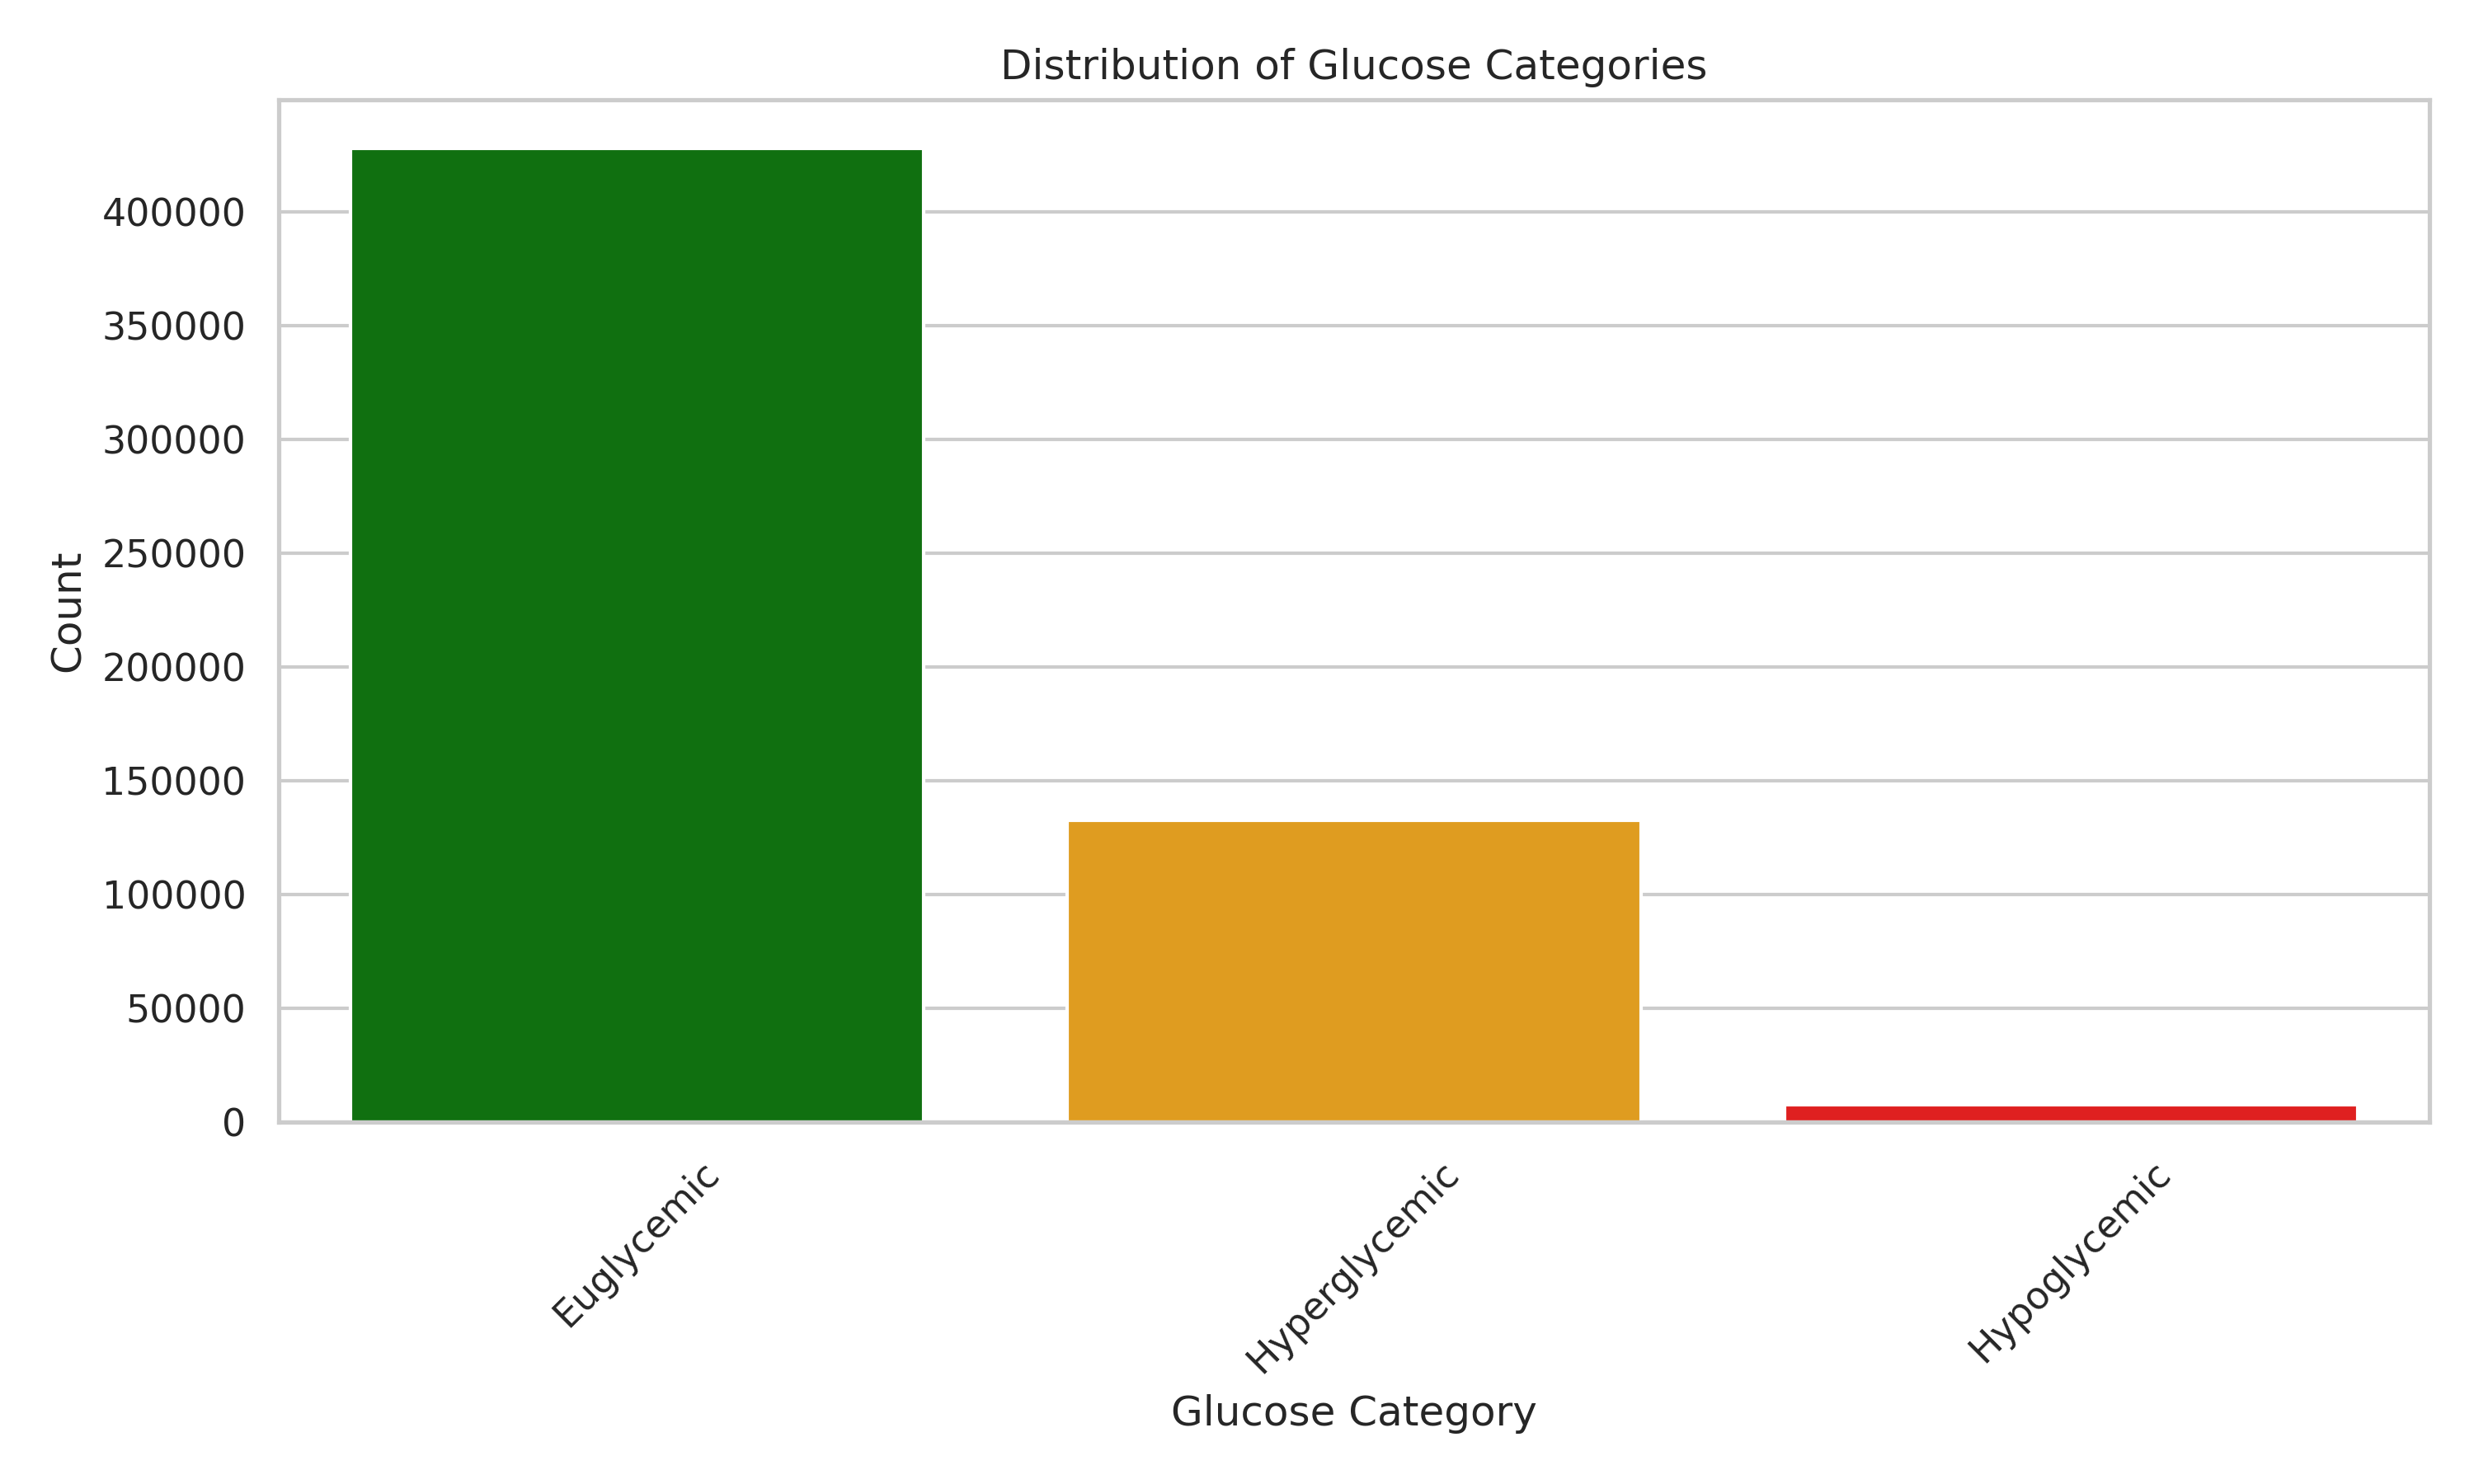 Distribution of Glucose Categories
Count
400000
350000
300000
250000
200000
150000
100000
50000
0
Euglycemic
Hyperglycemic
Hypoglycemic
Glucose Category